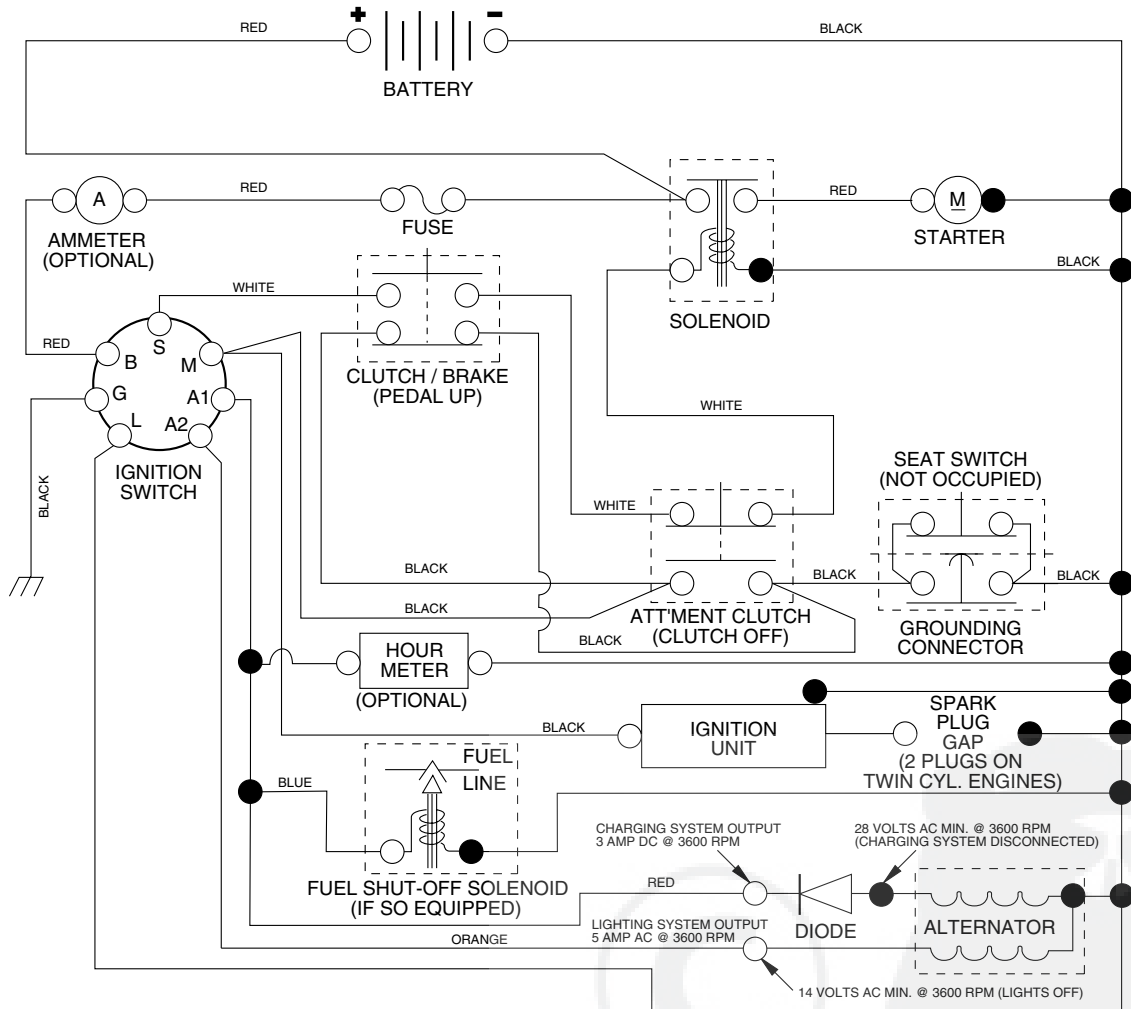 RED
+
-
BLACK
BATTERY
RED
A
RED
M
AMMETER
(OPTIONAL)
FUSE
STARTER
WHITE
BLACK
SOLENOID
S
RED
B
M
G
A1
L
A2
CLUTCH / BRAKE
(PEDAL UP)
WHITE
IGNITION
SWITCH
BLACK
SEAT SWITCH
(NOT OCCUPIED)
WHITE
BLACK
BLACK
BLACK
BLACK
ATT'MENT CLUTCH
(CLUTCH OFF)
BLACK
GROUNDING
CONNECTOR
HOUR
METER
(OPTIONAL)
BLACK
IGNITION
UNIT
SPARK
PLUG
GAP
(2 PLUGS ON
TWIN CYL. ENGINES)
FUEL
LINE
BLUE
FUEL SHUT-OFF SOLENOID
(IF SO EQUIPPED)
CHARGING SYSTEM OUTPUT
3 AMP DC @ 3600 RPM
28 VOLTS AC MIN. @ 3600 RPM
(CHARGING SYSTEM DISCONNECTED)
RED
DIODE
ALTERNATOR
LIGHTING SYSTEM OUTPUT
5 AMP AC @ 3600 RPM
ORANGE
14 VOLTS AC MIN. @ 3600 RPM (LIGHTS OFF)